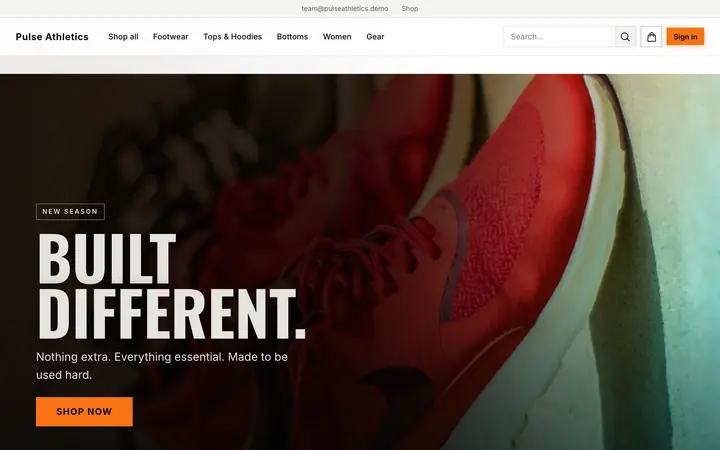 team@pulseathletics.demo Shop
Pulse Athletics Shop all Footwear Tops & Hoodies Bottoms Women Gear Search... Sign in
NEW SEASON
BUILT
DIFFERENT.
Nothing extra. Everything essential. Made to be
used hard.
SHOP NOW